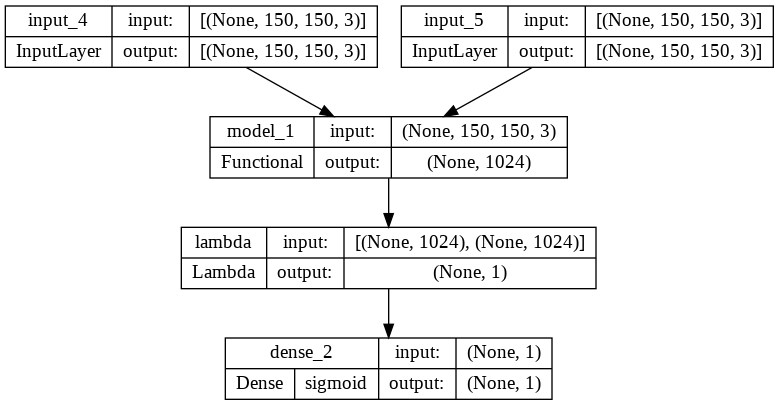 input_4 input: [(None, 150, 150, 3)]
InputLayer output: [(None, 150, 150, 3)]
input_5 input: [(None, 150, 150, 3)]
InputLayer output: [(None, 150, 150, 3)]
model_1 input: (None, 150, 150, 3)
Functional output: (None, 1024)
lambda input: [(None, 1024), (None, 1024)]
Lambda output: (None, 1)
dense_2 input: (None, 1)
Dense sigmoid output: (None, 1)